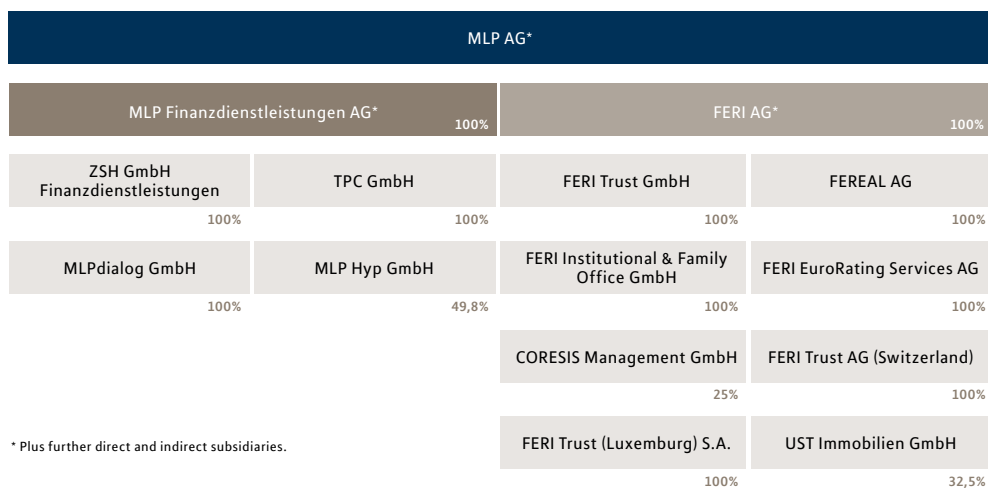 MLP AG*
MLP Finanzdienstleistungen AG*
100%
FERI AG*
100%
ZSH GmbH
Finanzdienstleistungen
100%
TPC GmbH
100%
FERI Trust GmbH
100%
FEREAL AG
100%
MLPdialog GmbH
100%
MLP Hyp GmbH
49,8%
FERI Institutional & Family
Office GmbH
100%
FERI EuroRating Services AG
100%
CORESIS Management GmbH
25%
FERI Trust AG (Switzerland)
100%
* Plus further direct and indirect subsidiaries.
FERI Trust (Luxemburg) S.A.
100%
UST Immobilien GmbH
32,5%